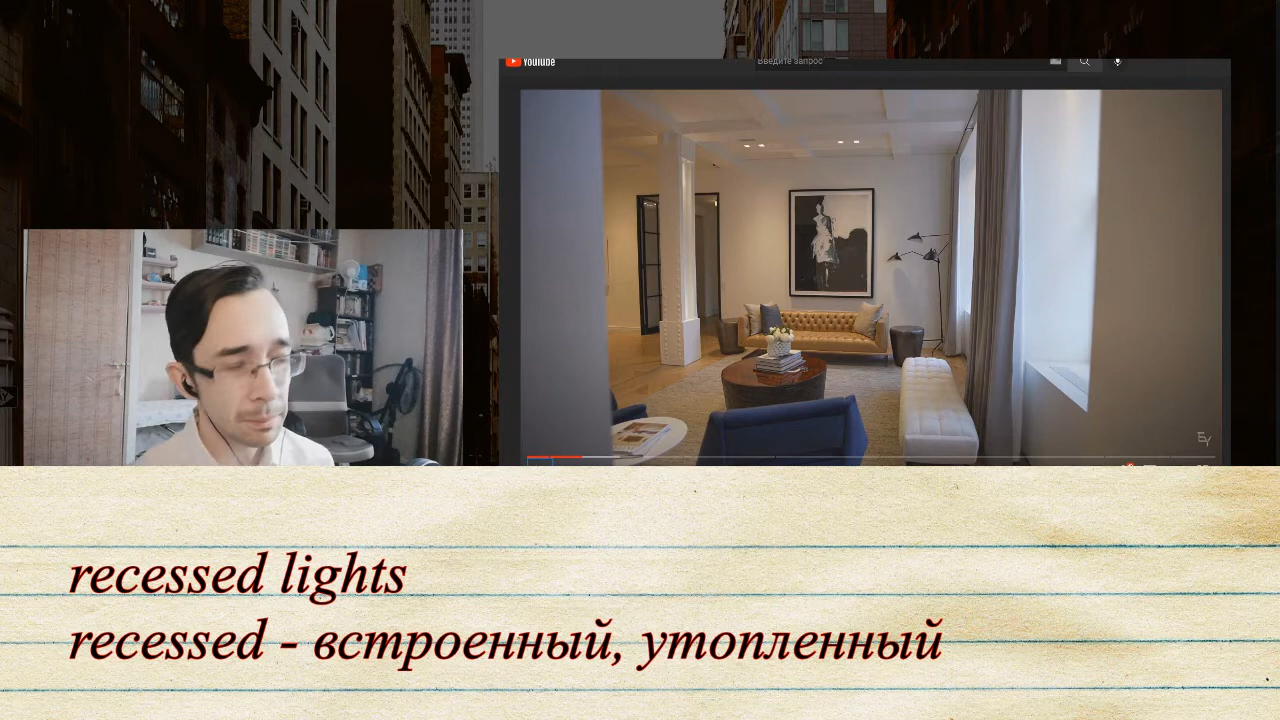 YouTube
Введите запрос
recessed lights
recessed - встроенный, утопленный